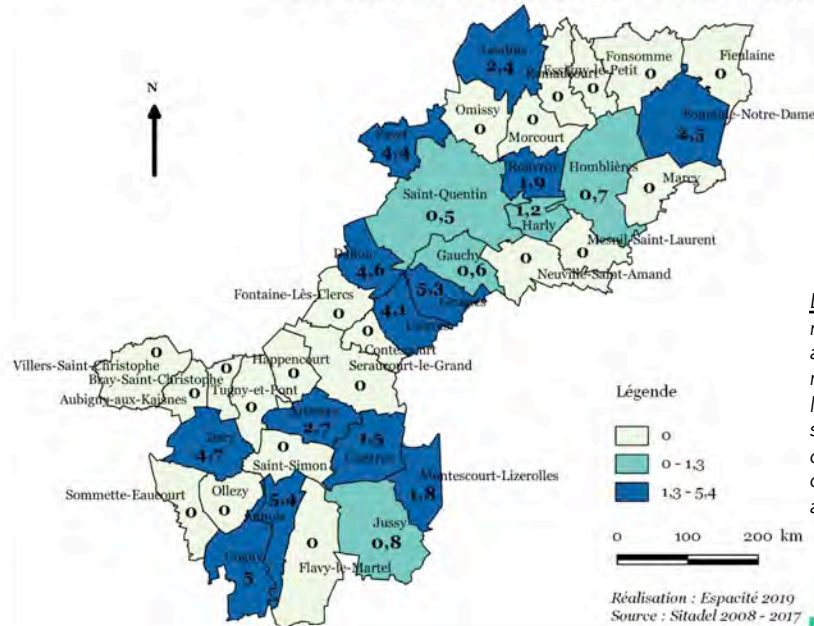 N
2,4
Essigny-le-Petit
Fonsomme
0
Fieulaine
0
0
0
Omissy
0
0
Morcourt
-Notre-Dame
2,5
4,4
1,9
Homblières
0,7
Marcy
0
Saint-Quentin
0,5
1,2
Harly
Mesnil-Saint-Laurent
0
Gauchy
0,6
0
Neuville-Saint-Amand
4,6
5,3
4,1
Fontaine-Lès-Clercs
0
0
Contescourt
Seraucourt-le-Grand
0
Happencourt
0
Villers-Saint-Christophe
0
Bray-Saint-Christophe
0
Tugny-et-Pont
0
Aubigny-aux-Kaisnes
0
2,7
1,5
4,7
0
Saint-Simon
Montescourt-Lizerolles
1,8
Sommette-Eaucourt
0
Ollezy
0
5,4
Jussy
0,8
0
Flavy-le-Martel
5
Légende
0
0 - 1,3
1,3 - 5,4
0 100 200 km
Réalisation : Espacité 2019
Source : Sitadel 2008 - 2017